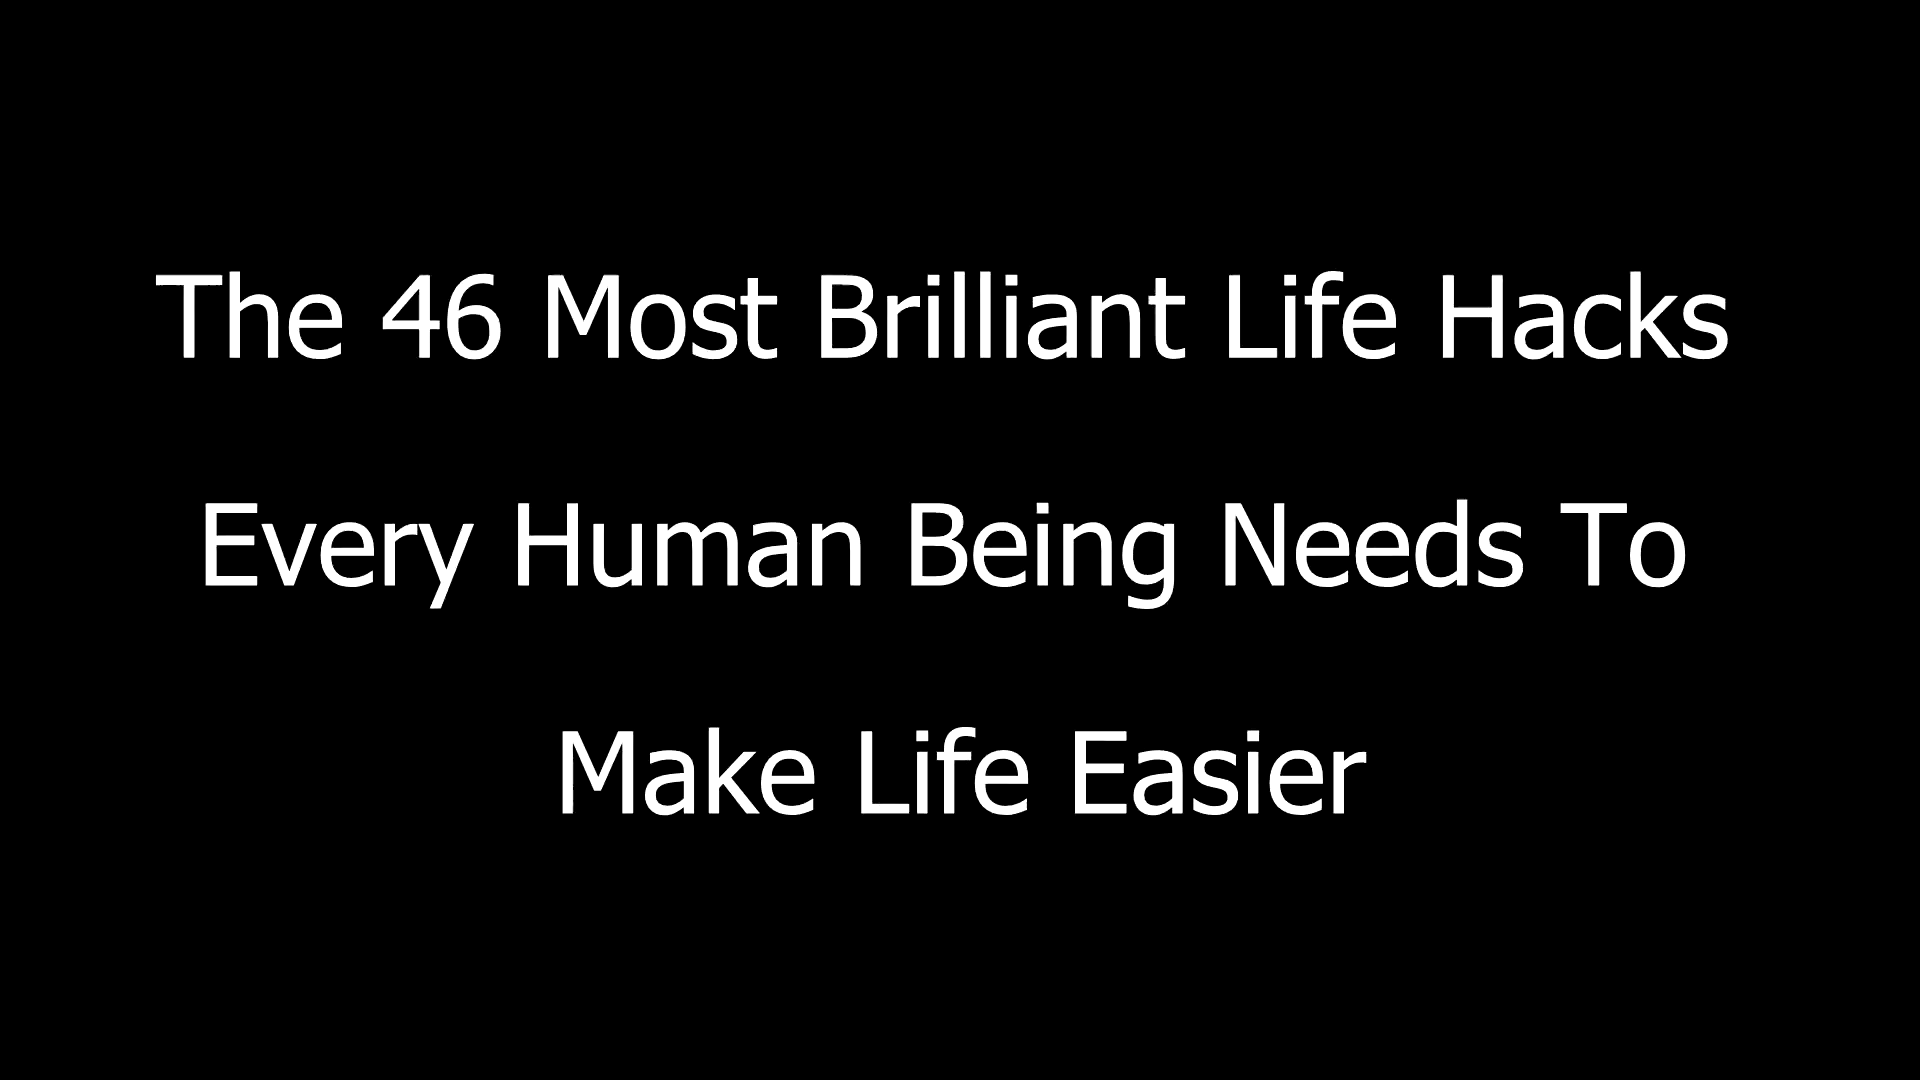 The 46 Most Brilliant Life Hacks
Every Human Being Needs To
Make Life Easier